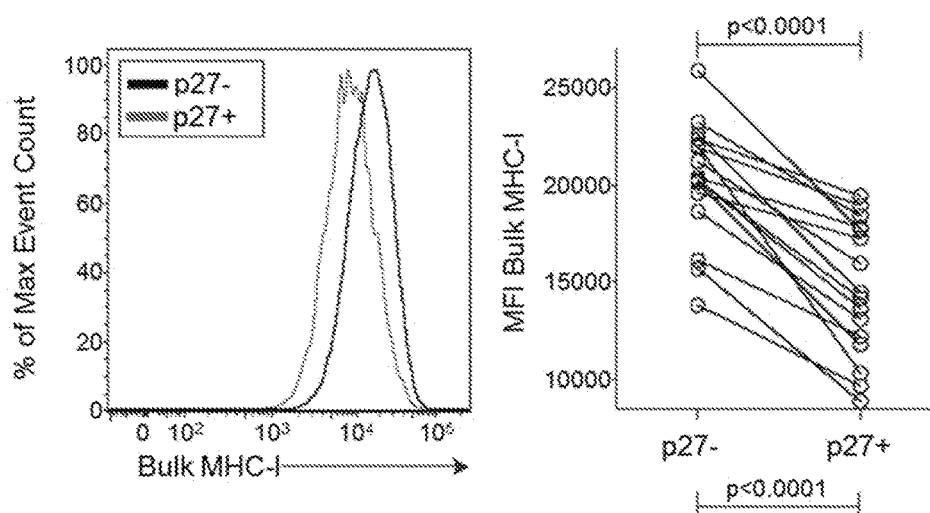 p27-
p27+
% of Max Event Count
100
80
60
40
20
0
0 10² 10³ 10⁴ 10⁵
Bulk MHC-I
p<0.0001
MFI Bulk MHC-I
25000
20000
15000
10000
p27- p27+
p<0.0001